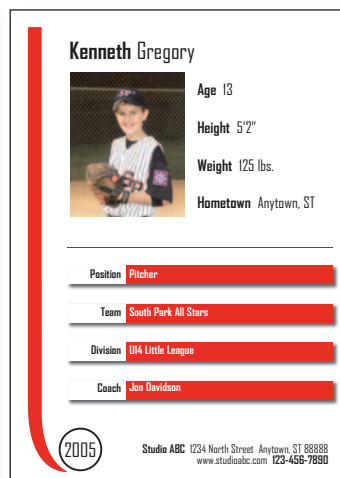 Kenneth Gregory
Age 13
Height 5'2"
Weight 125 lbs.
Hometown Anytown, ST
Position Pitcher
Team South Park All Stars
Division U14 Little League
Coach Jon Davidson
2005
Studio ABC 1234 North Street Anytown, ST 88888
www.studioabc.com 123-456-7890